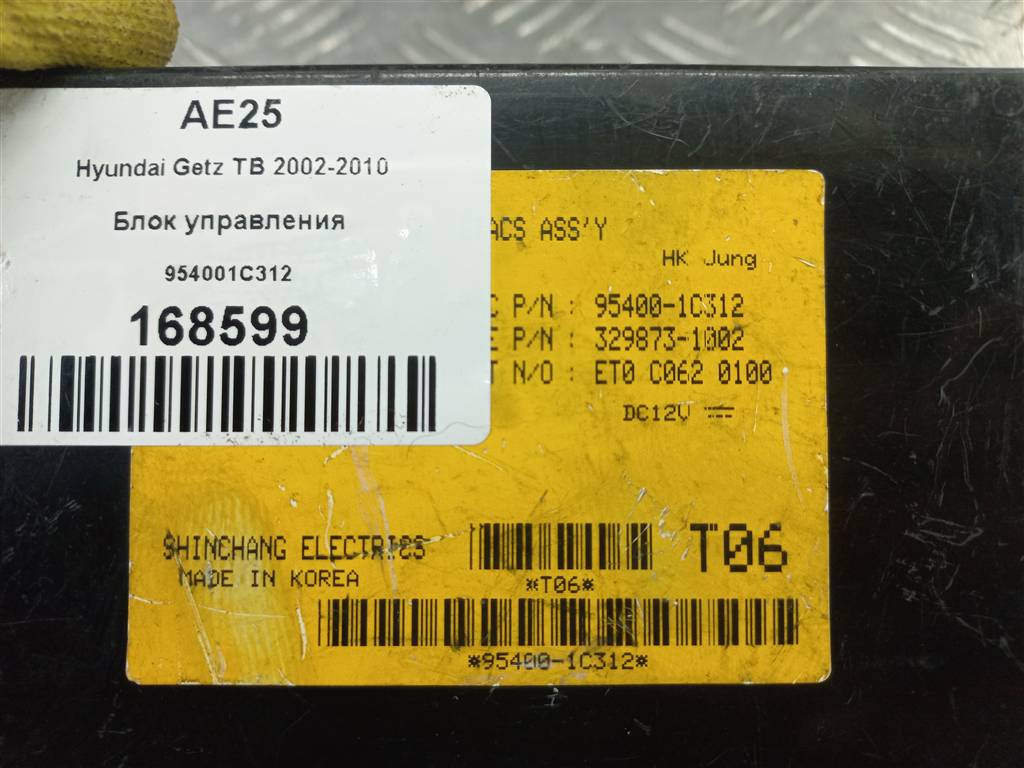 AE25
Hyundai Getz TB 2002-2010
Блок управления
954001C312
168599
ACS ASS'Y
HK Jung
C P/N : 95400-1C312
E P/N : 329873-1002
T N/O : ET0 C062 0100
DC12V
SHINCHANG ELECTRICS
MADE IN KOREA
T06
*T06*
*95400-1C312*